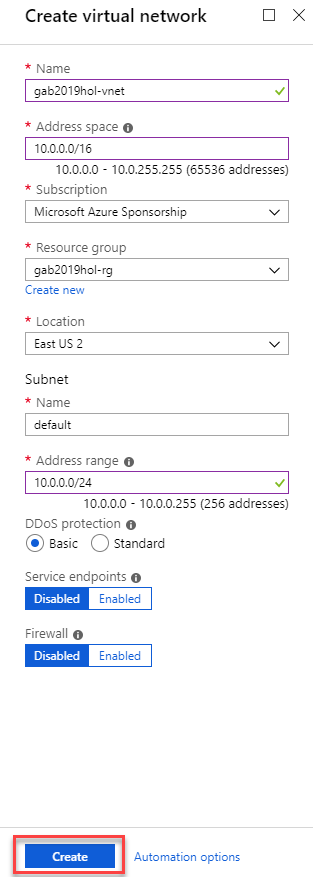 Create virtual network
* Name
gab2019hol-vnet
* Address space
10.0.0.0/16
10.0.0.0 - 10.0.255.255 (65536 addresses)
* Subscription
Microsoft Azure Sponsorship
* Resource group
gab2019hol-rg
Create new
* Location
East US 2
Subnet
* Name
default
* Address range
10.0.0.0/24
10.0.0.0 - 10.0.0.255 (256 addresses)
DDoS protection
Basic Standard
Service endpoints
Disabled Enabled
Firewall
Disabled Enabled
Create Automation options